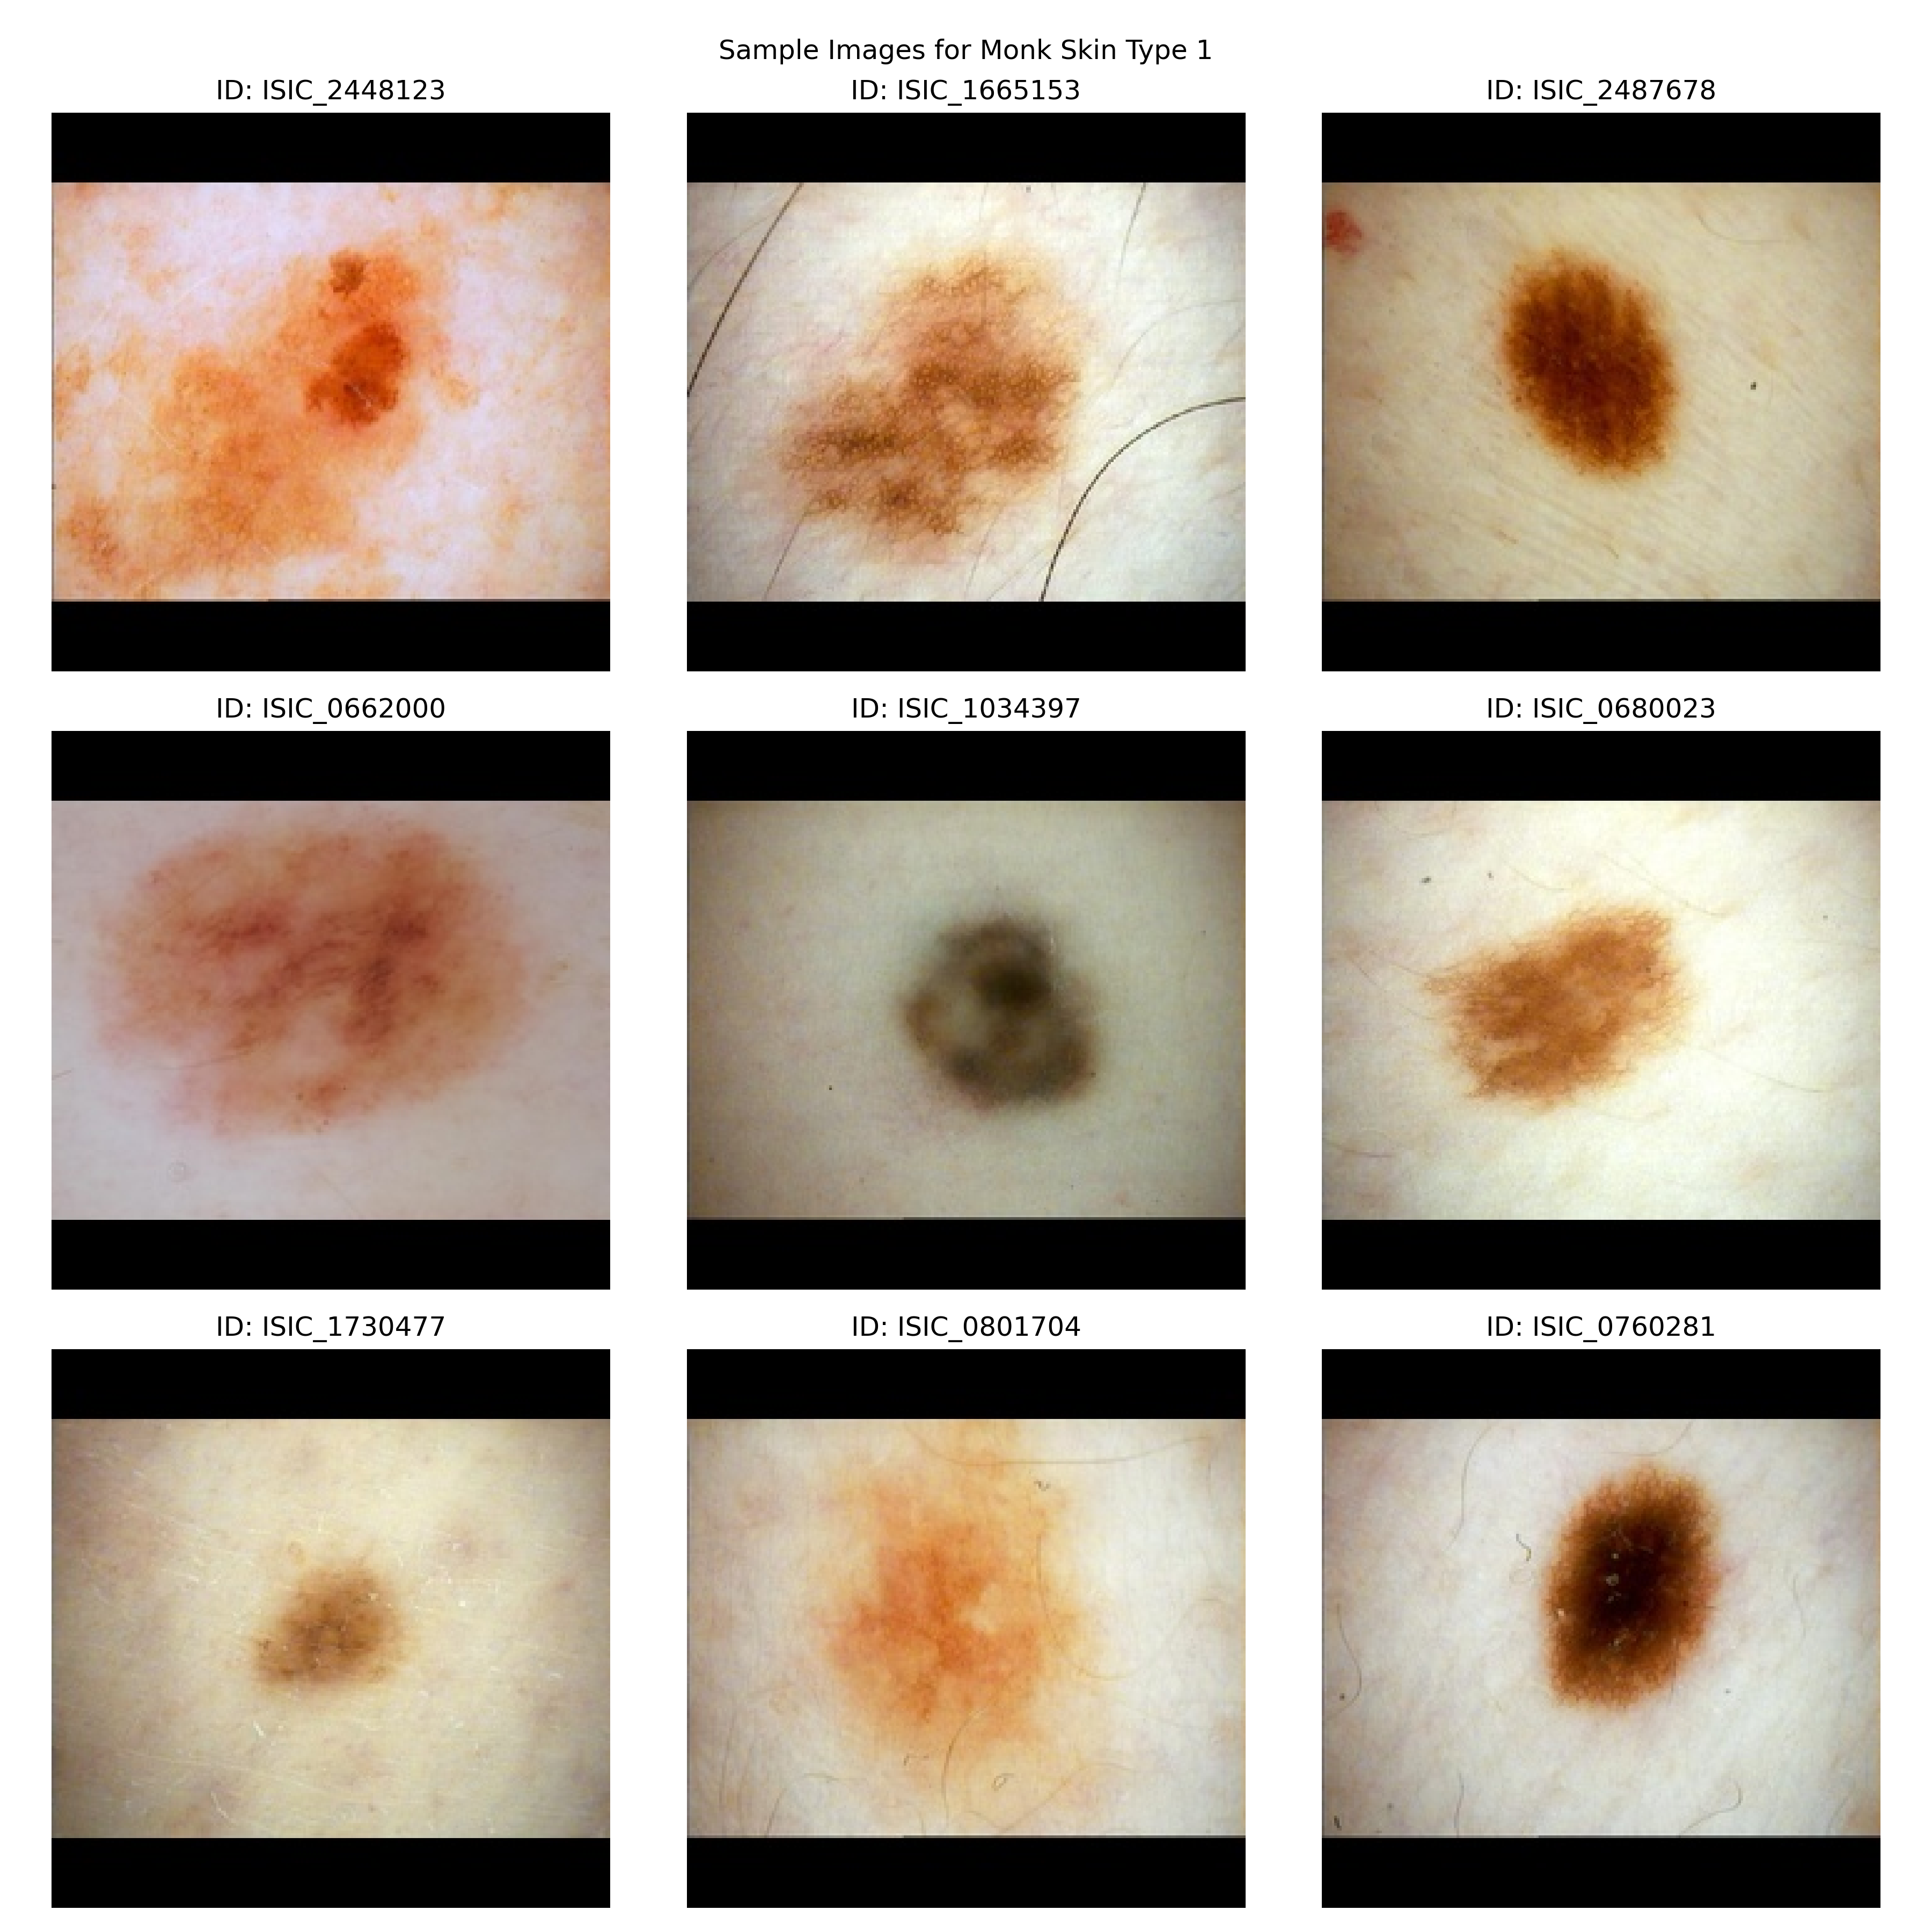 Sample Images for Monk Skin Type 1
ID: ISIC_2448123
ID: ISIC_1665153
ID: ISIC_2487678
ID: ISIC_0662000
ID: ISIC_1034397
ID: ISIC_0680023
ID: ISIC_1730477
ID: ISIC_0801704
ID: ISIC_0760281